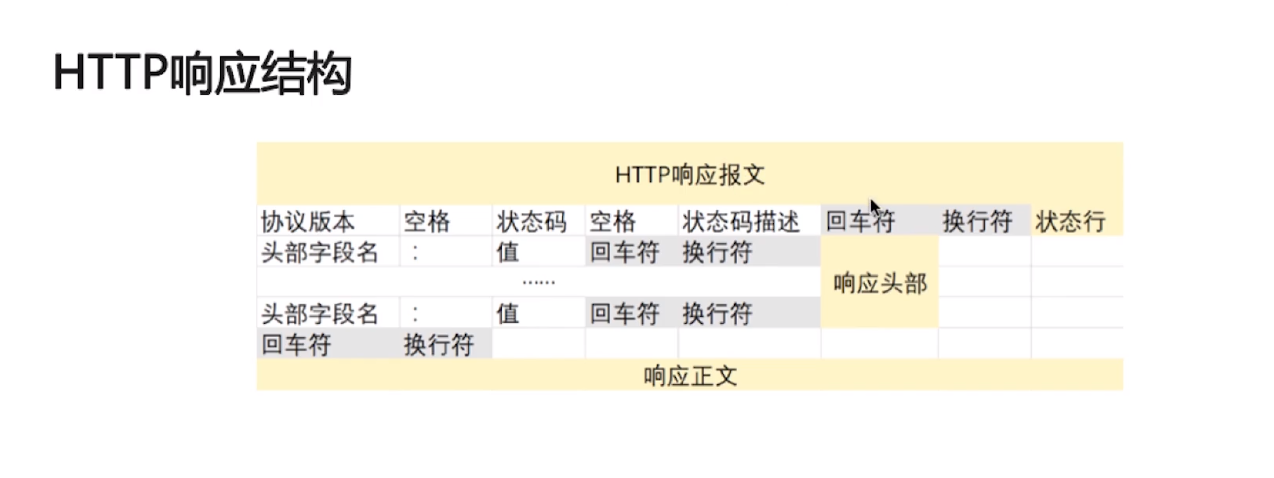 HTTP响应结构
HTTP响应报文
协议版本 空格 状态码 空格 状态码描述 回车符 换行符 状态行
头部字段名 : 值 回车符 换行符
响应头部
……
头部字段名 : 值 回车符 换行符
回车符 换行符
响应正文